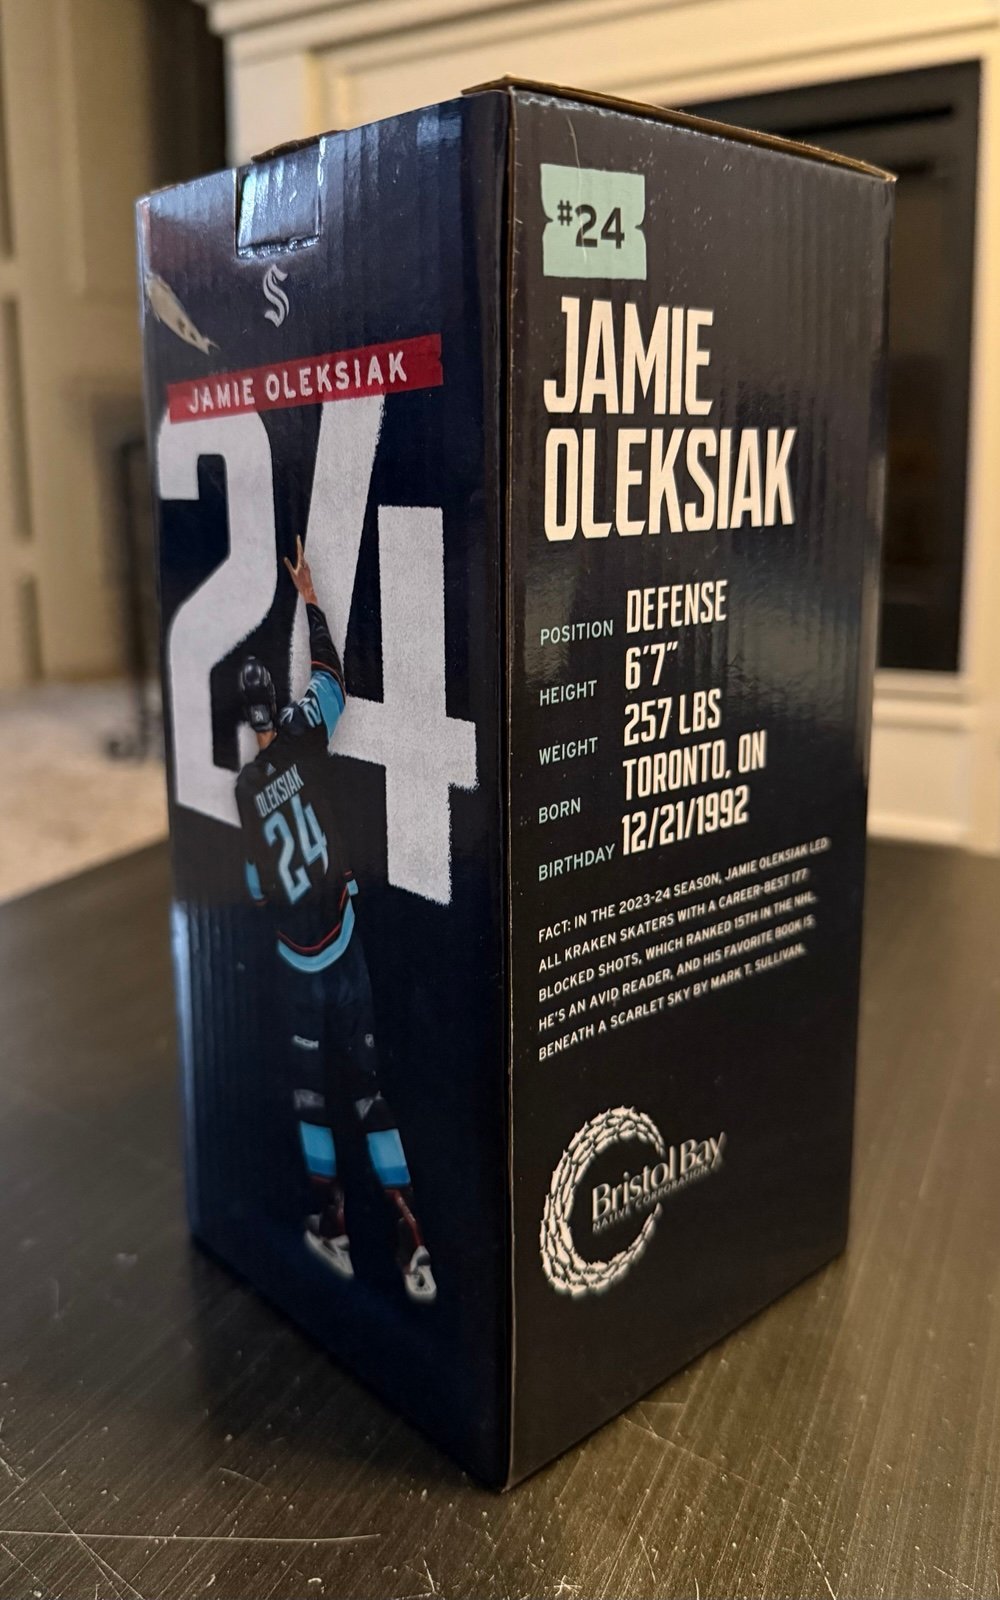 S
JAMIE OLEKSIAK
24
OLEKSIAK
24
#24
JAMIE
OLEKSIAK
POSITION DEFENSE
HEIGHT 6'7"
WEIGHT 257 LBS
BORN TORONTO, ON
BIRTHDAY 12/21/1992
FACT: IN THE 2023-24 SEASON, JAMIE OLEKSIAK LED
ALL KRAKEN SKATERS WITH A CAREER-BEST 177
BLOCKED SHOTS, WHICH RANKED 15TH IN THE NHL.
HE'S AN AVID READER, AND HIS FAVORITE BOOK IS
BENEATH A SCARLET SKY BY MARK T. SULLIVAN.
Bristol Bay
NATIVE CORPORATION